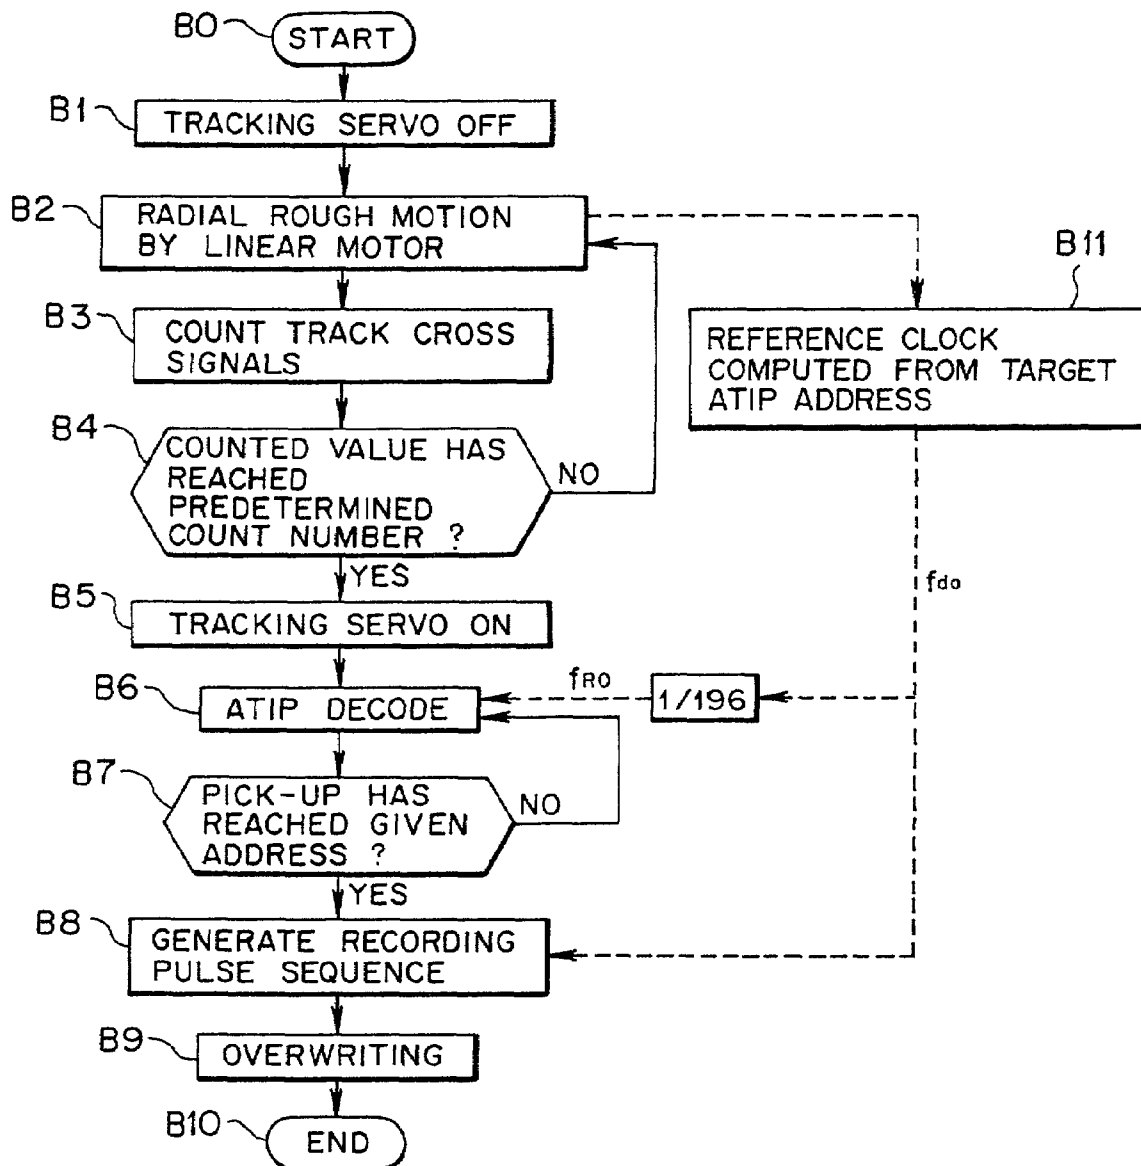 B0
START
B1
TRACKING SERVO OFF
B2
RADIAL ROUGH MOTION
BY LINEAR MOTOR
B11
REFERENCE CLOCK
COMPUTED FROM TARGET
ATIP ADDRESS
B3
COUNT TRACK CROSS
SIGNALS
B4
COUNTED VALUE HAS
REACHED
PREDETERMINED
COUNT NUMBER ?
NO
YES
fdo
B5
TRACKING SERVO ON
B6
ATIP DECODE
fRO
1/196
B7
PICK-UP HAS
REACHED GIVEN
ADDRESS ?
NO
YES
B8
GENERATE RECORDING
PULSE SEQUENCE
B9
OVERWRITING
B10
END